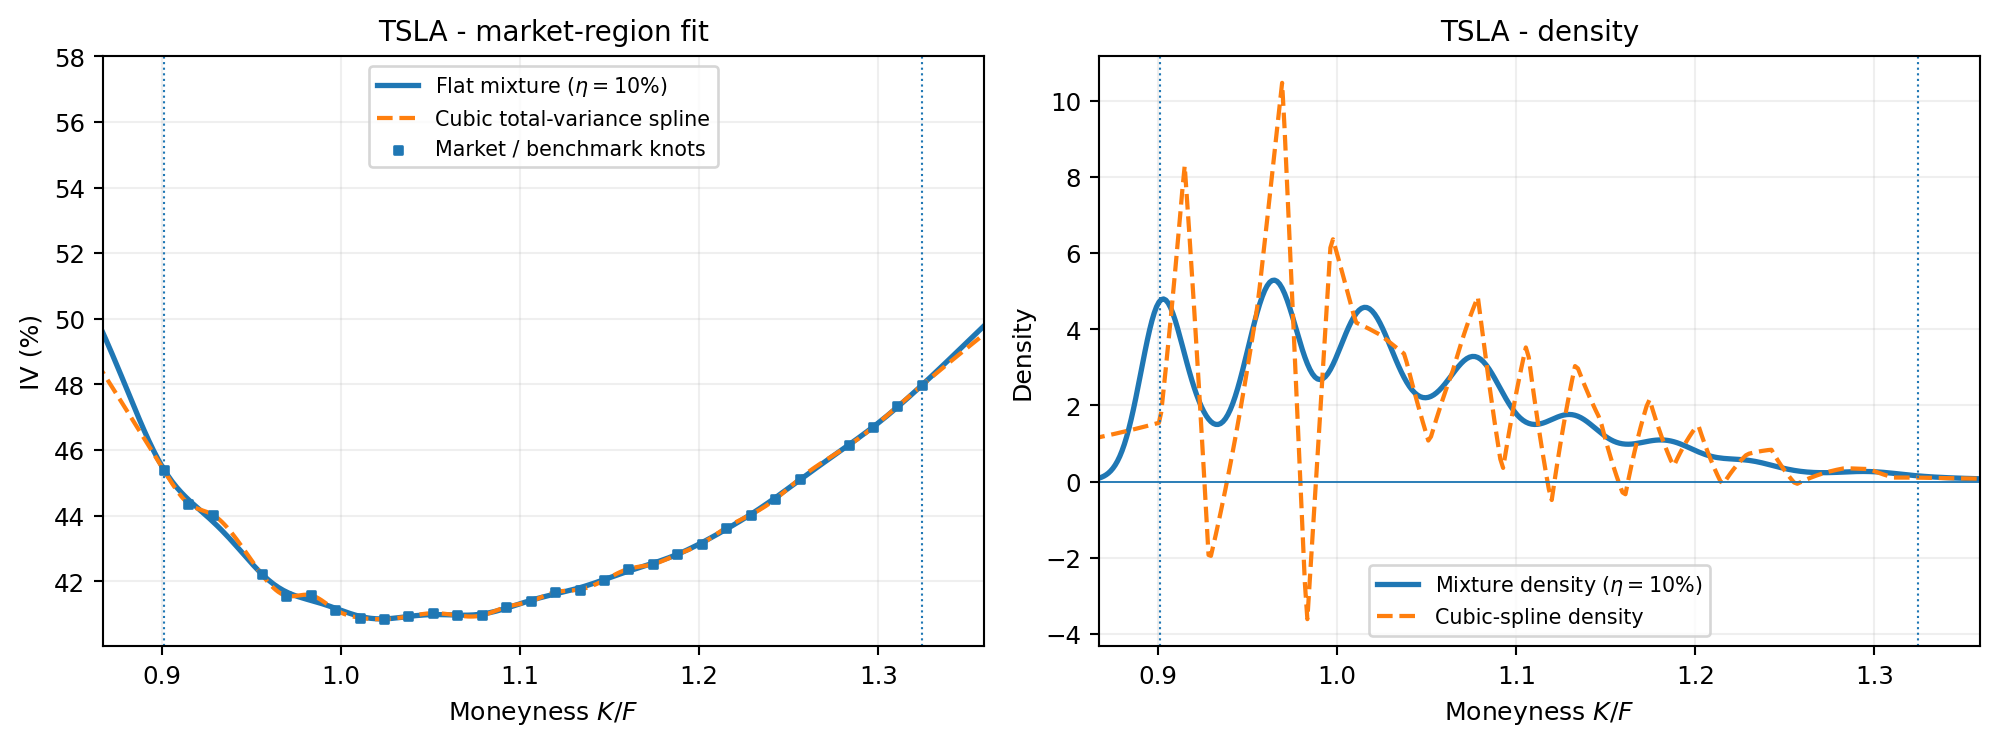 TSLA - market-region fit
58
56
54
52
50
48
46
44
42
IV (%)
Flat mixture (η = 10%)
Cubic total-variance spline
Market / benchmark knots
0.9 1.0 1.1 1.2 1.3
Moneyness K/F
TSLA - density
10
8
6
4
2
0
−2
−4
Density
Mixture density (η = 10%)
Cubic-spline density
0.9 1.0 1.1 1.2 1.3
Moneyness K/F